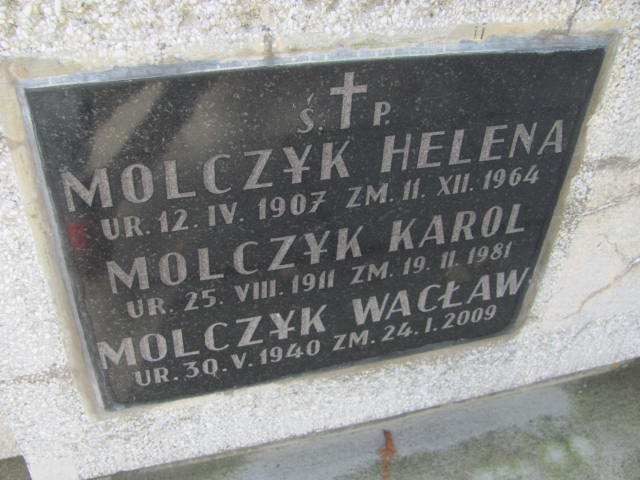 Ś. P.
MOLCZYK HELENA
UR. 12. IV. 1907 ZM. 11. XII. 1964
MOLCZYK KAROL
UR. 25. VIII. 1911 ZM. 19. II. 1981
MOLCZYK WACŁAW
UR. 30. V. 1940 ZM. 24. I. 2009